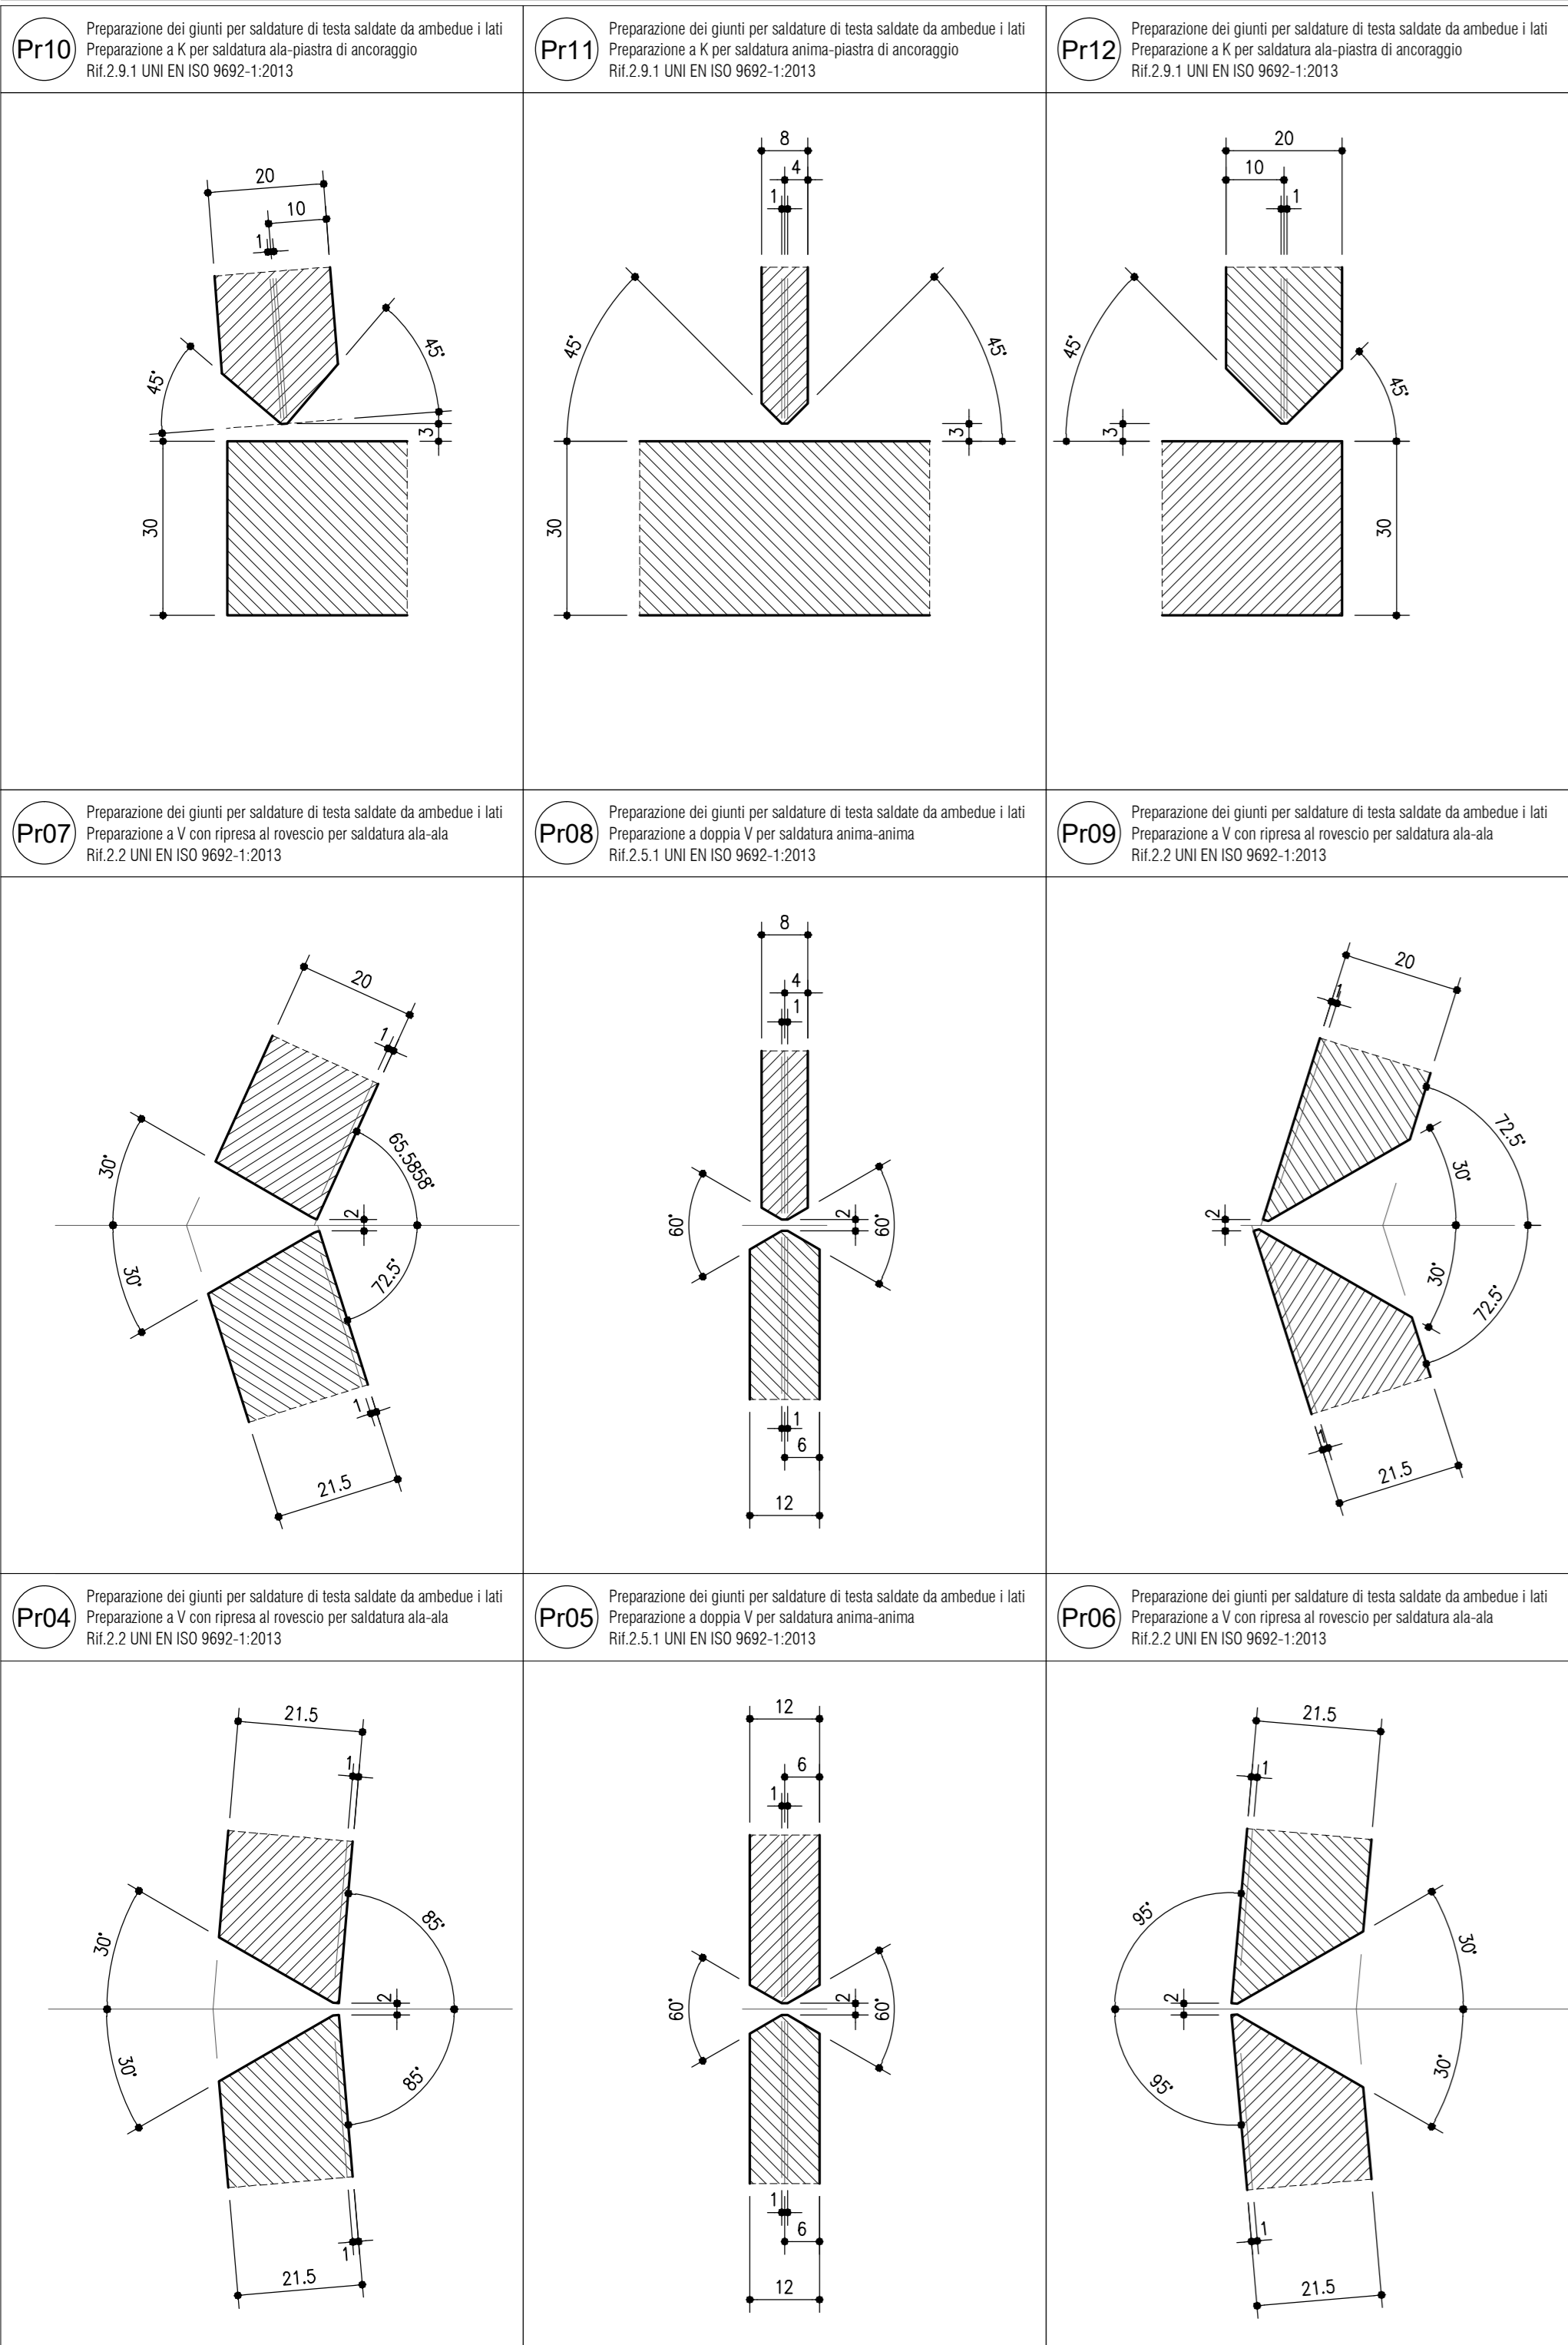 Pr10
Preparazione dei giunti per saldature di testa saldate da ambedue i lati
Preparazione a K per saldatura ala-piastra di ancoraggio
Rif.2.9.1 UNI EN ISO 9692-1:2013
20
10
1
45°
45°
3
30
Pr11
Preparazione dei giunti per saldature di testa saldate da ambedue i lati
Preparazione a K per saldatura anima-piastra di ancoraggio
Rif.2.9.1 UNI EN ISO 9692-1:2013
8
4
1
45°
45°
3
30
Pr12
Preparazione dei giunti per saldature di testa saldate da ambedue i lati
Preparazione a K per saldatura ala-piastra di ancoraggio
Rif.2.9.1 UNI EN ISO 9692-1:2013
20
10
1
45°
45°
3
30
Pr07
Preparazione dei giunti per saldature di testa saldate da ambedue i lati
Preparazione a V con ripresa al rovescio per saldatura ala-ala
Rif.2.2 UNI EN ISO 9692-1:2013
20
1
30°
65.5858°
2
30°
72.5°
1
21.5
Pr08
Preparazione dei giunti per saldature di testa saldate da ambedue i lati
Preparazione a doppia V per saldatura anima-anima
Rif.2.5.1 UNI EN ISO 9692-1:2013
8
4
1
60°
2
60°
1
6
12
Pr09
Preparazione dei giunti per saldature di testa saldate da ambedue i lati
Preparazione a V con ripresa al rovescio per saldatura ala-ala
Rif.2.2 UNI EN ISO 9692-1:2013
20
1
72.5°
30°
2
30°
72.5°
1
21.5
Pr04
Preparazione dei giunti per saldature di testa saldate da ambedue i lati
Preparazione a V con ripresa al rovescio per saldatura ala-ala
Rif.2.2 UNI EN ISO 9692-1:2013
21.5
1
30°
85°
2
30°
85°
1
21.5
Pr05
Preparazione dei giunti per saldature di testa saldate da ambedue i lati
Preparazione a doppia V per saldatura anima-anima
Rif.2.5.1 UNI EN ISO 9692-1:2013
12
6
1
60°
2
60°
1
6
12
Pr06
Preparazione dei giunti per saldature di testa saldate da ambedue i lati
Preparazione a V con ripresa al rovescio per saldatura ala-ala
Rif.2.2 UNI EN ISO 9692-1:2013
21.5
1
95°
30°
2
95°
30°
1
21.5